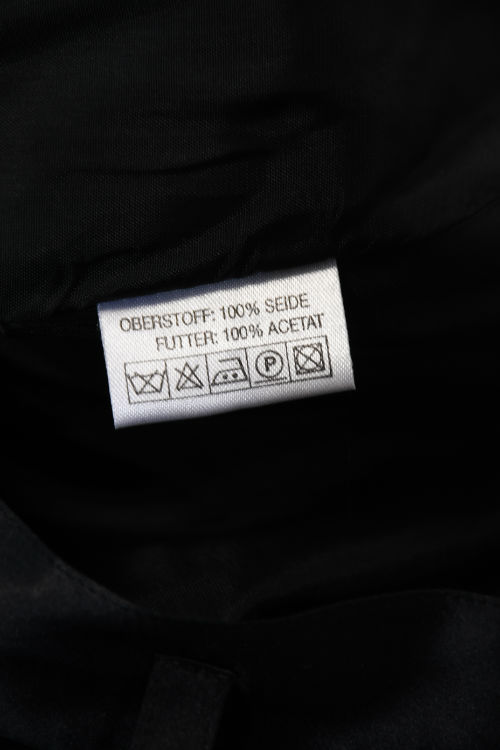 OBERSTOFF: 100% SEIDE
FUTTER: 100% ACETAT
P